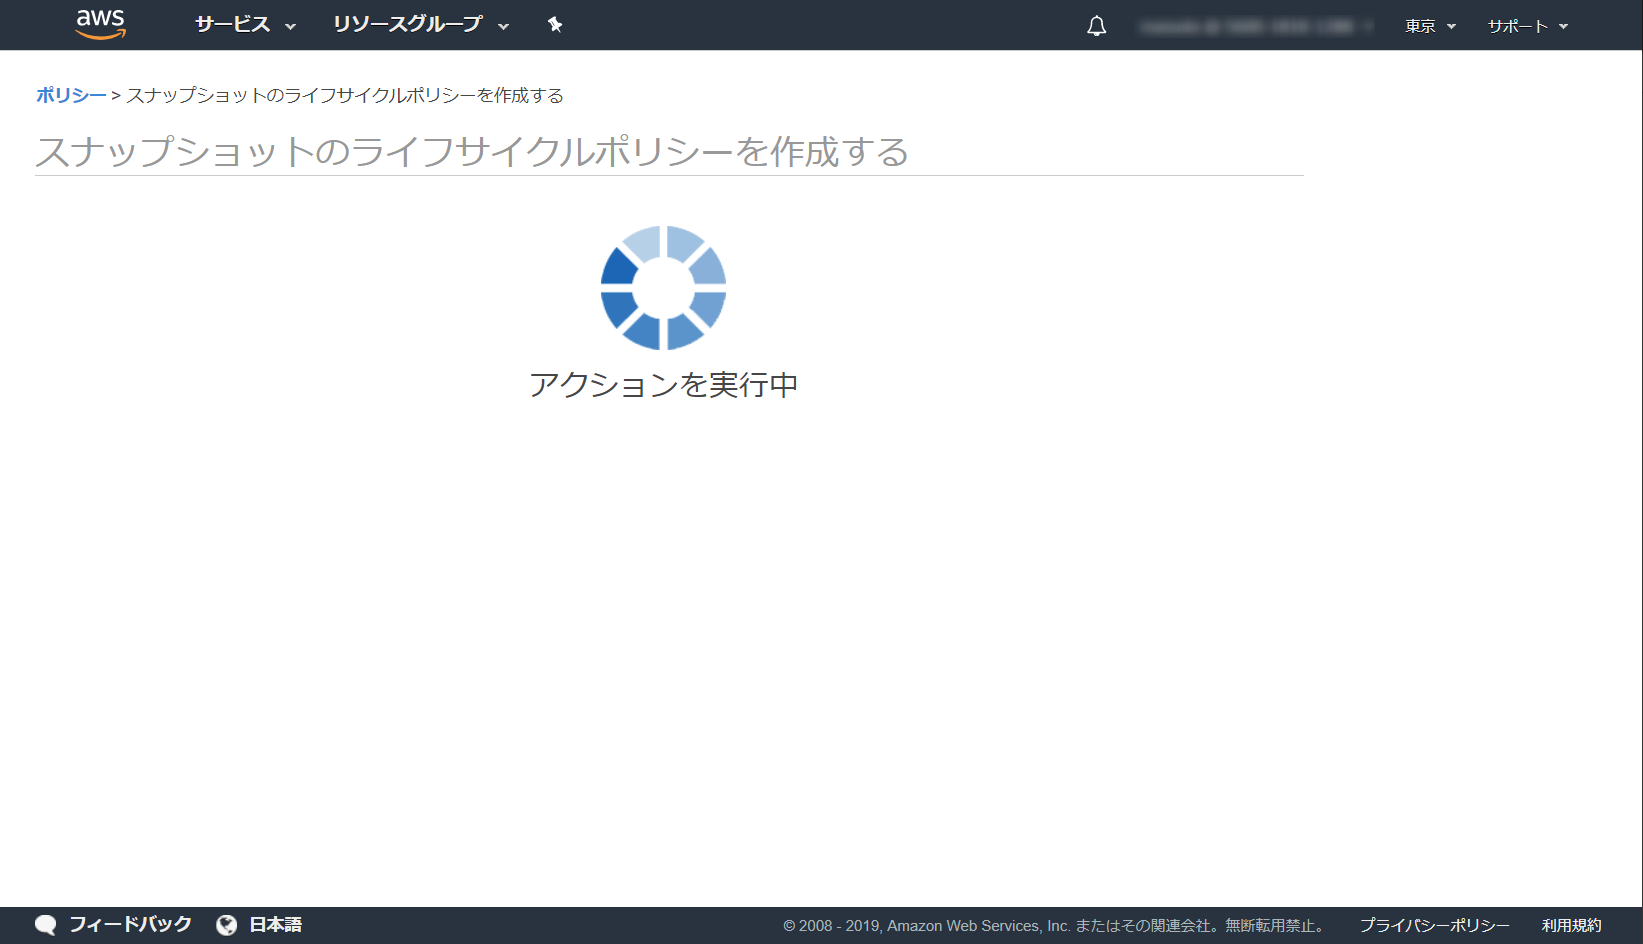 aws サービス リソースグループ 東京 サポート
ポリシー > スナップショットのライフサイクルポリシーを作成する
スナップショットのライフサイクルポリシーを作成する
アクションを実行中
フィードバック 日本語 © 2008 - 2019, Amazon Web Services, Inc. またはその関連会社。無断転用禁止。 プライバシーポリシー 利用規約